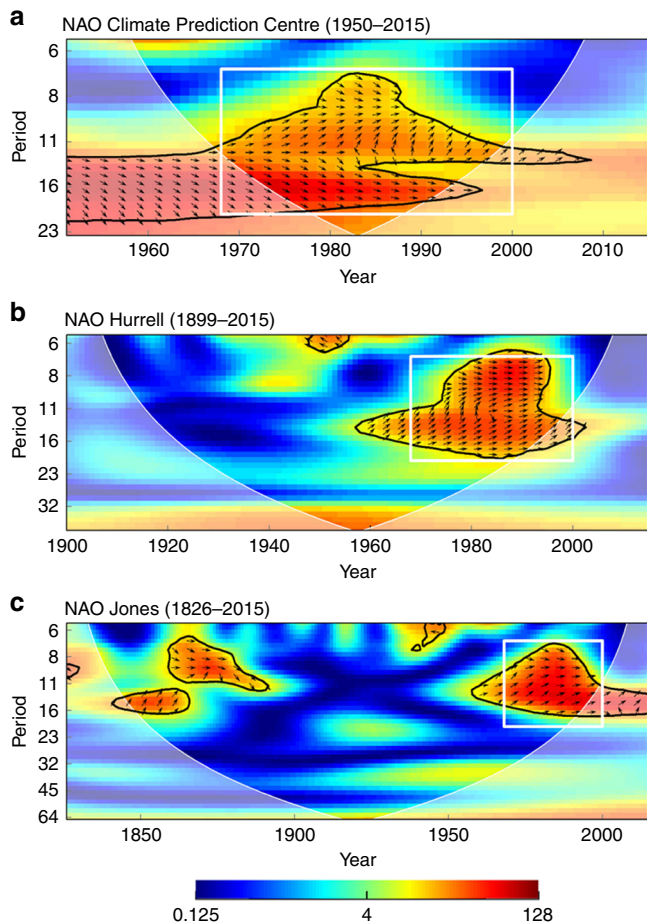 a
NAO Climate Prediction Centre (1950–2015)
6
8
11
16
23
Period
1960 1970 1980 1990 2000 2010
Year
b
NAO Hurrell (1899–2015)
6
8
11
16
23
32
Period
1900 1920 1940 1960 1980 2000
Year
c
NAO Jones (1826–2015)
6
8
11
16
23
32
45
64
Period
1850 1900 1950 2000
Year
0.125 4 128